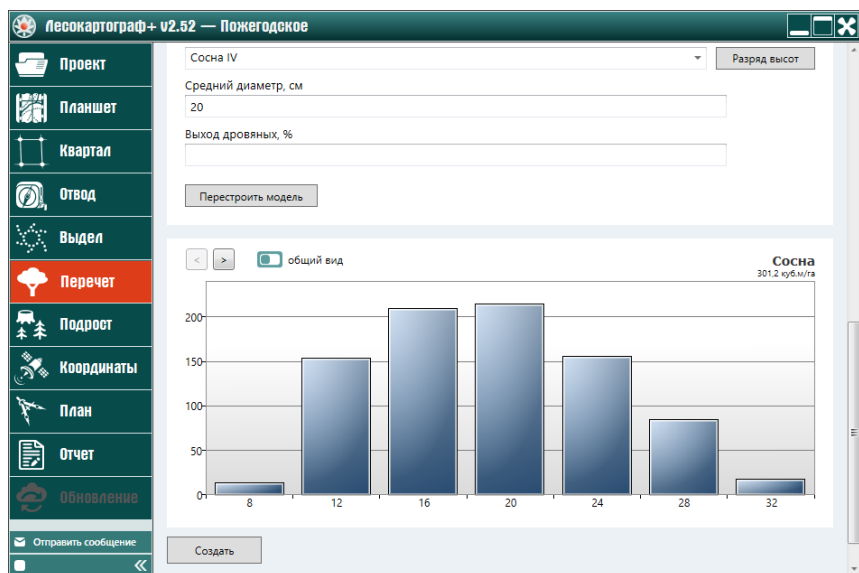 Лесокартограф+ v2.52 — Пожегодское
Проект
Планшет
Квартал
Отвод
Выдел
Перечет
Подрост
Координаты
План
Отчет
Обновление
Отправить сообщение
Сосна IV
Разряд высот
Средний диаметр, см
20
Выход дровяных, %
Перестроить модель
< > общий вид
Сосна
301,2 куб.м/га
200
150
100
50
0
8 12 16 20 24 28 32
Создать